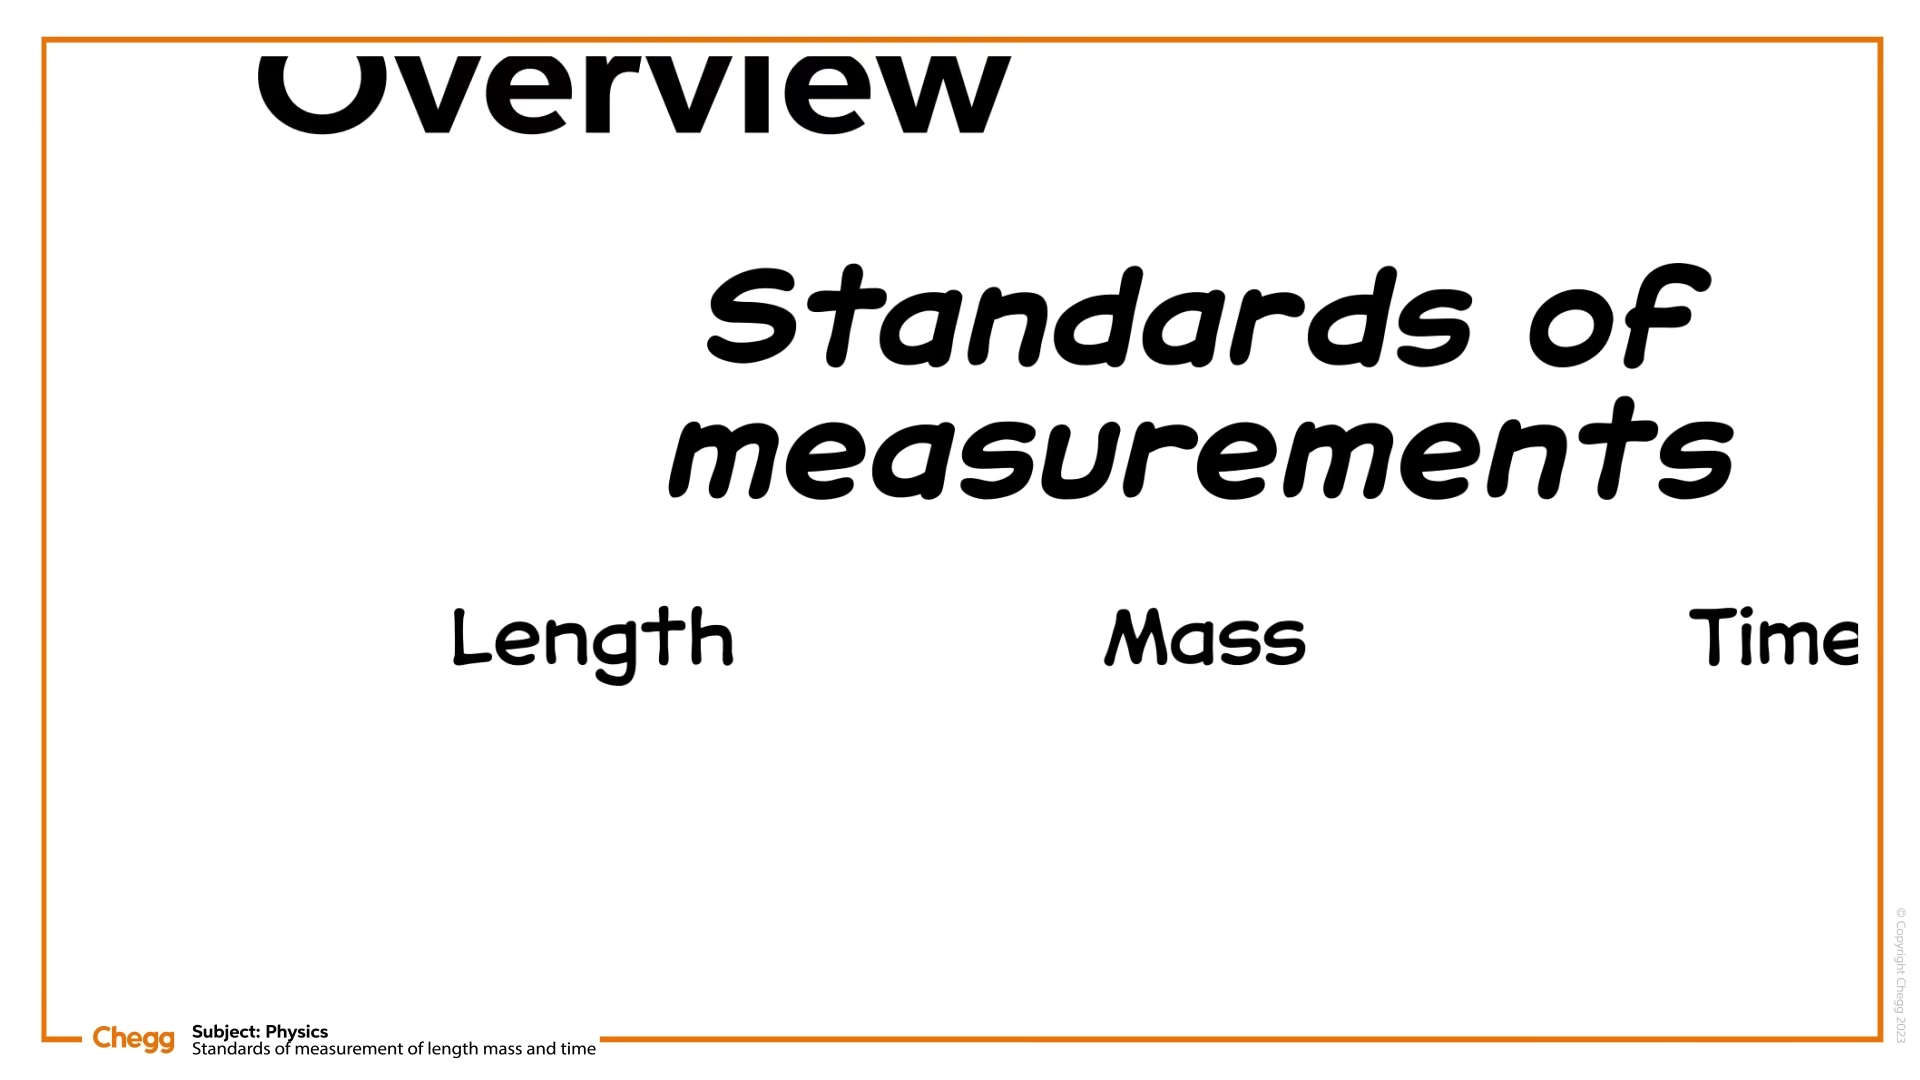 Overview
Standards of
measurements
Length Mass Time
Chegg
Subject: Physics
Standards of measurement of length mass and time
© Copyright Chegg 2023